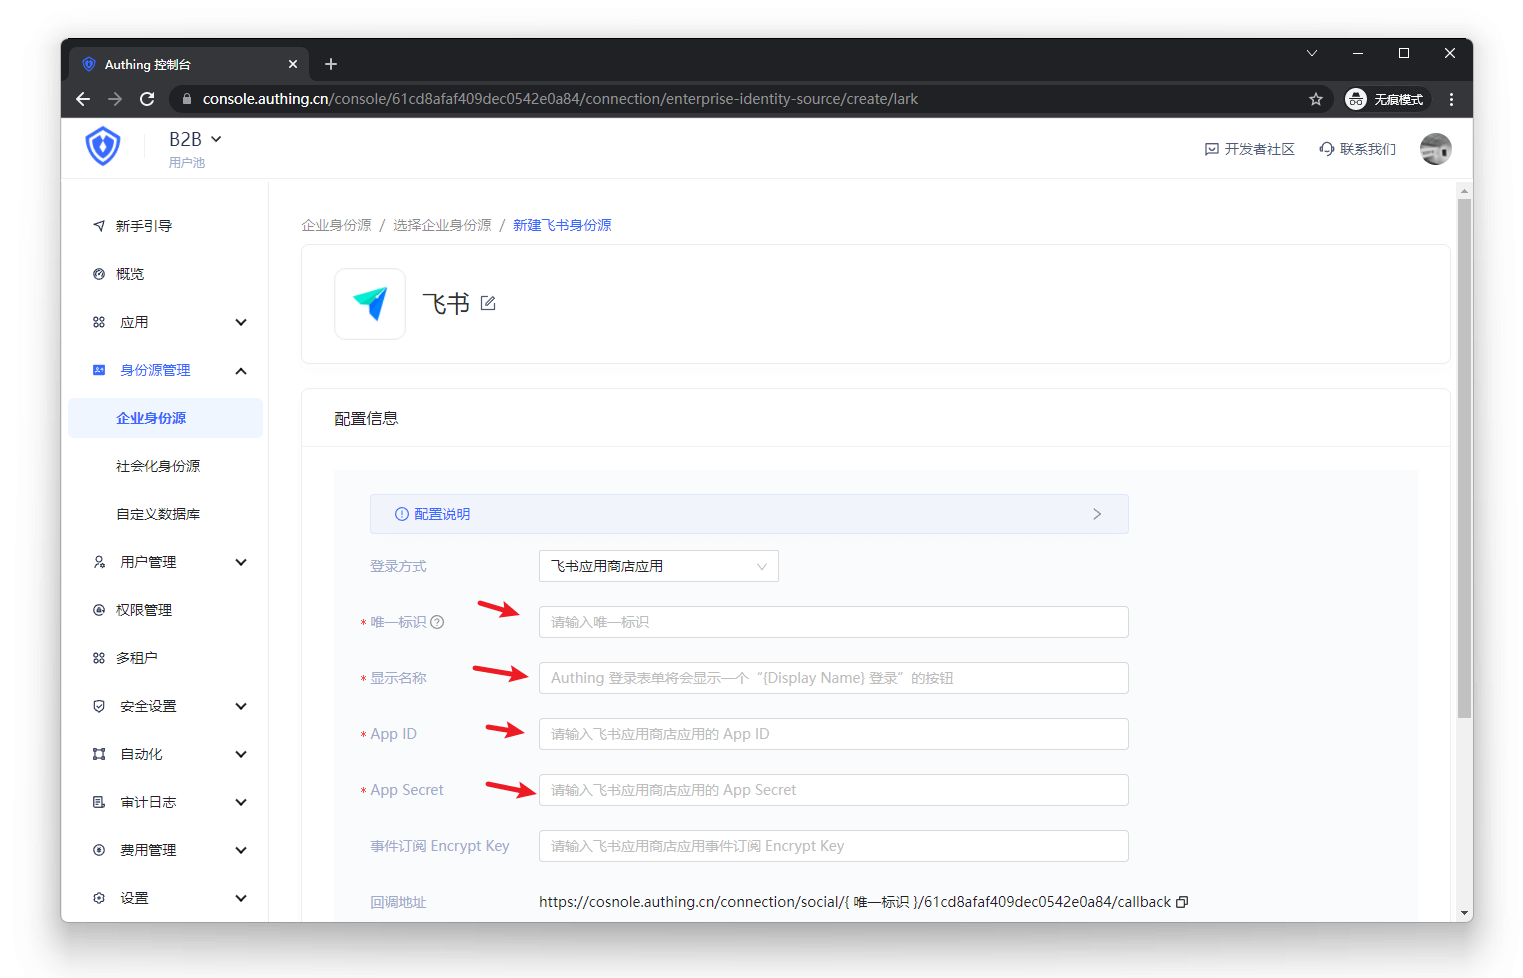 Authing 控制台
console.authing.cn/console/61cd8afaf409dec0542e0a84/connection/enterprise-identity-source/create/lark
无痕模式
B2B
用户池
开发者社区
联系我们
新手引导
概览
应用
身份源管理
企业身份源
社会化身份源
自定义数据库
用户管理
权限管理
多租户
安全设置
自动化
审计日志
费用管理
设置
企业身份源 / 选择企业身份源 / 新建飞书身份源
飞书
配置信息
配置说明
登录方式 飞书应用商店应用
* 唯一标识 请输入唯一标识
* 显示名称 Authing 登录表单将会显示一个“{Display Name} 登录”的按钮
* App ID 请输入飞书应用商店应用的 App ID
* App Secret 请输入飞书应用商店应用的 App Secret
事件订阅 Encrypt Key 请输入飞书应用商店应用事件订阅 Encrypt Key
回调地址 https://cosnole.authing.cn/connection/social/{ 唯一标识 }/61cd8afaf409dec0542e0a84/callback